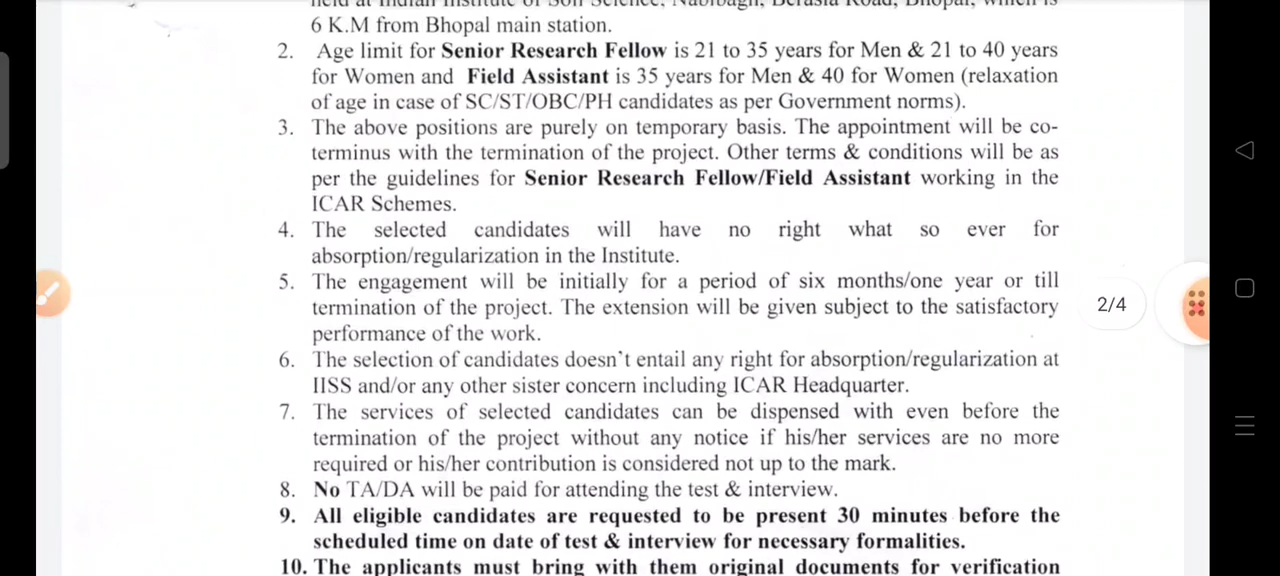 held at Indian Institute of Soil Science, Nabibagh, Berasia Road, Bhopal, which is
6 K.M from Bhopal main station.
2. Age limit for Senior Research Fellow is 21 to 35 years for Men & 21 to 40 years
for Women and Field Assistant is 35 years for Men & 40 for Women (relaxation
of age in case of SC/ST/OBC/PH candidates as per Government norms).
3. The above positions are purely on temporary basis. The appointment will be co-
terminus with the termination of the project. Other terms & conditions will be as
per the guidelines for Senior Research Fellow/Field Assistant working in the
ICAR Schemes.
4. The selected candidates will have no right what so ever for
absorption/regularization in the Institute.
5. The engagement will be initially for a period of six months/one year or till
termination of the project. The extension will be given subject to the satisfactory
performance of the work.
2/4
6. The selection of candidates doesn't entail any right for absorption/regularization at
IISS and/or any other sister concern including ICAR Headquarter.
7. The services of selected candidates can be dispensed with even before the
termination of the project without any notice if his/her services are no more
required or his/her contribution is considered not up to the mark.
8. No TA/DA will be paid for attending the test & interview.
9. All eligible candidates are requested to be present 30 minutes before the
scheduled time on date of test & interview for necessary formalities.
10. The applicants must bring with them original documents for verification